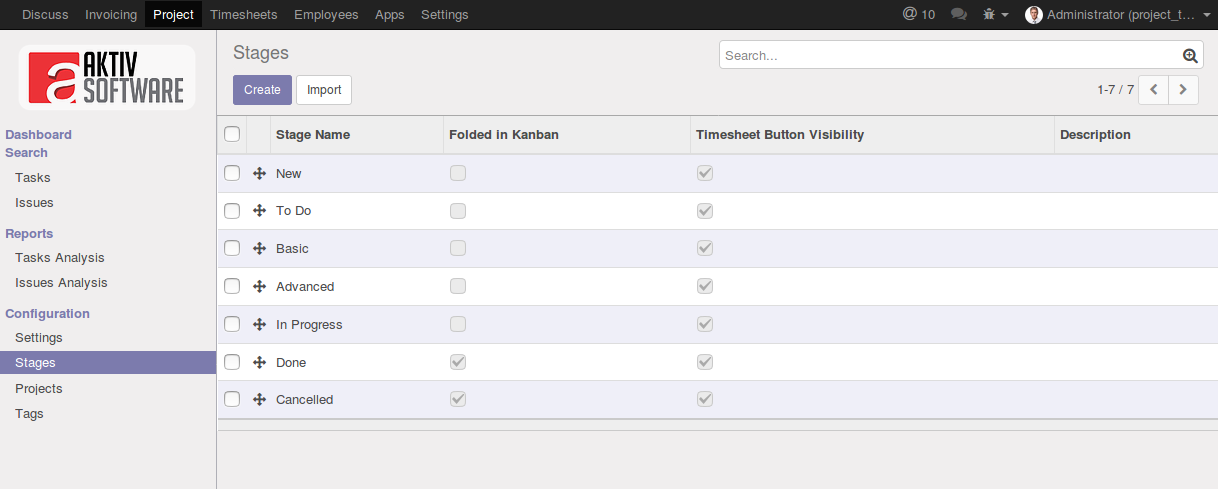 Discuss Invoicing Project Timesheets Employees Apps Settings @ 10 Administrator (project_t...
AKTIV
SOFTWARE
Dashboard
Search
Tasks
Issues
Reports
Tasks Analysis
Issues Analysis
Configuration
Settings
Stages
Projects
Tags
Stages
Search...
Create Import
1-7 / 7
Stage Name Folded in Kanban Timesheet Button Visibility Description
New
To Do
Basic
Advanced
In Progress
Done
Cancelled